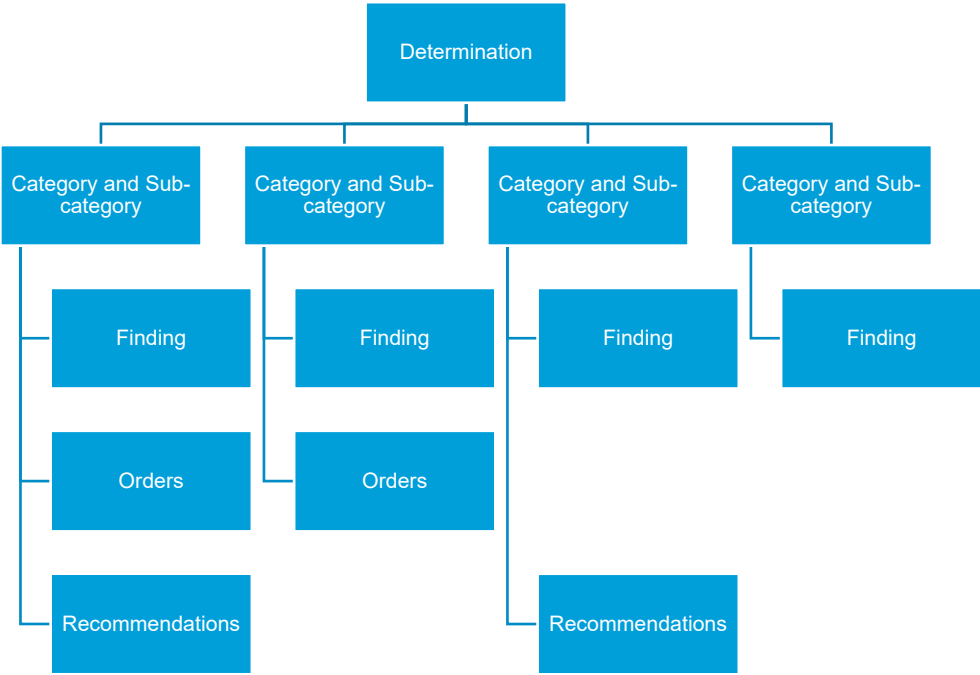 Determination
Category and Sub-
category
Category and Sub-
category
Category and Sub-
category
Category and Sub-
category
Finding
Finding
Finding
Finding
Orders
Orders
Recommendations
Recommendations